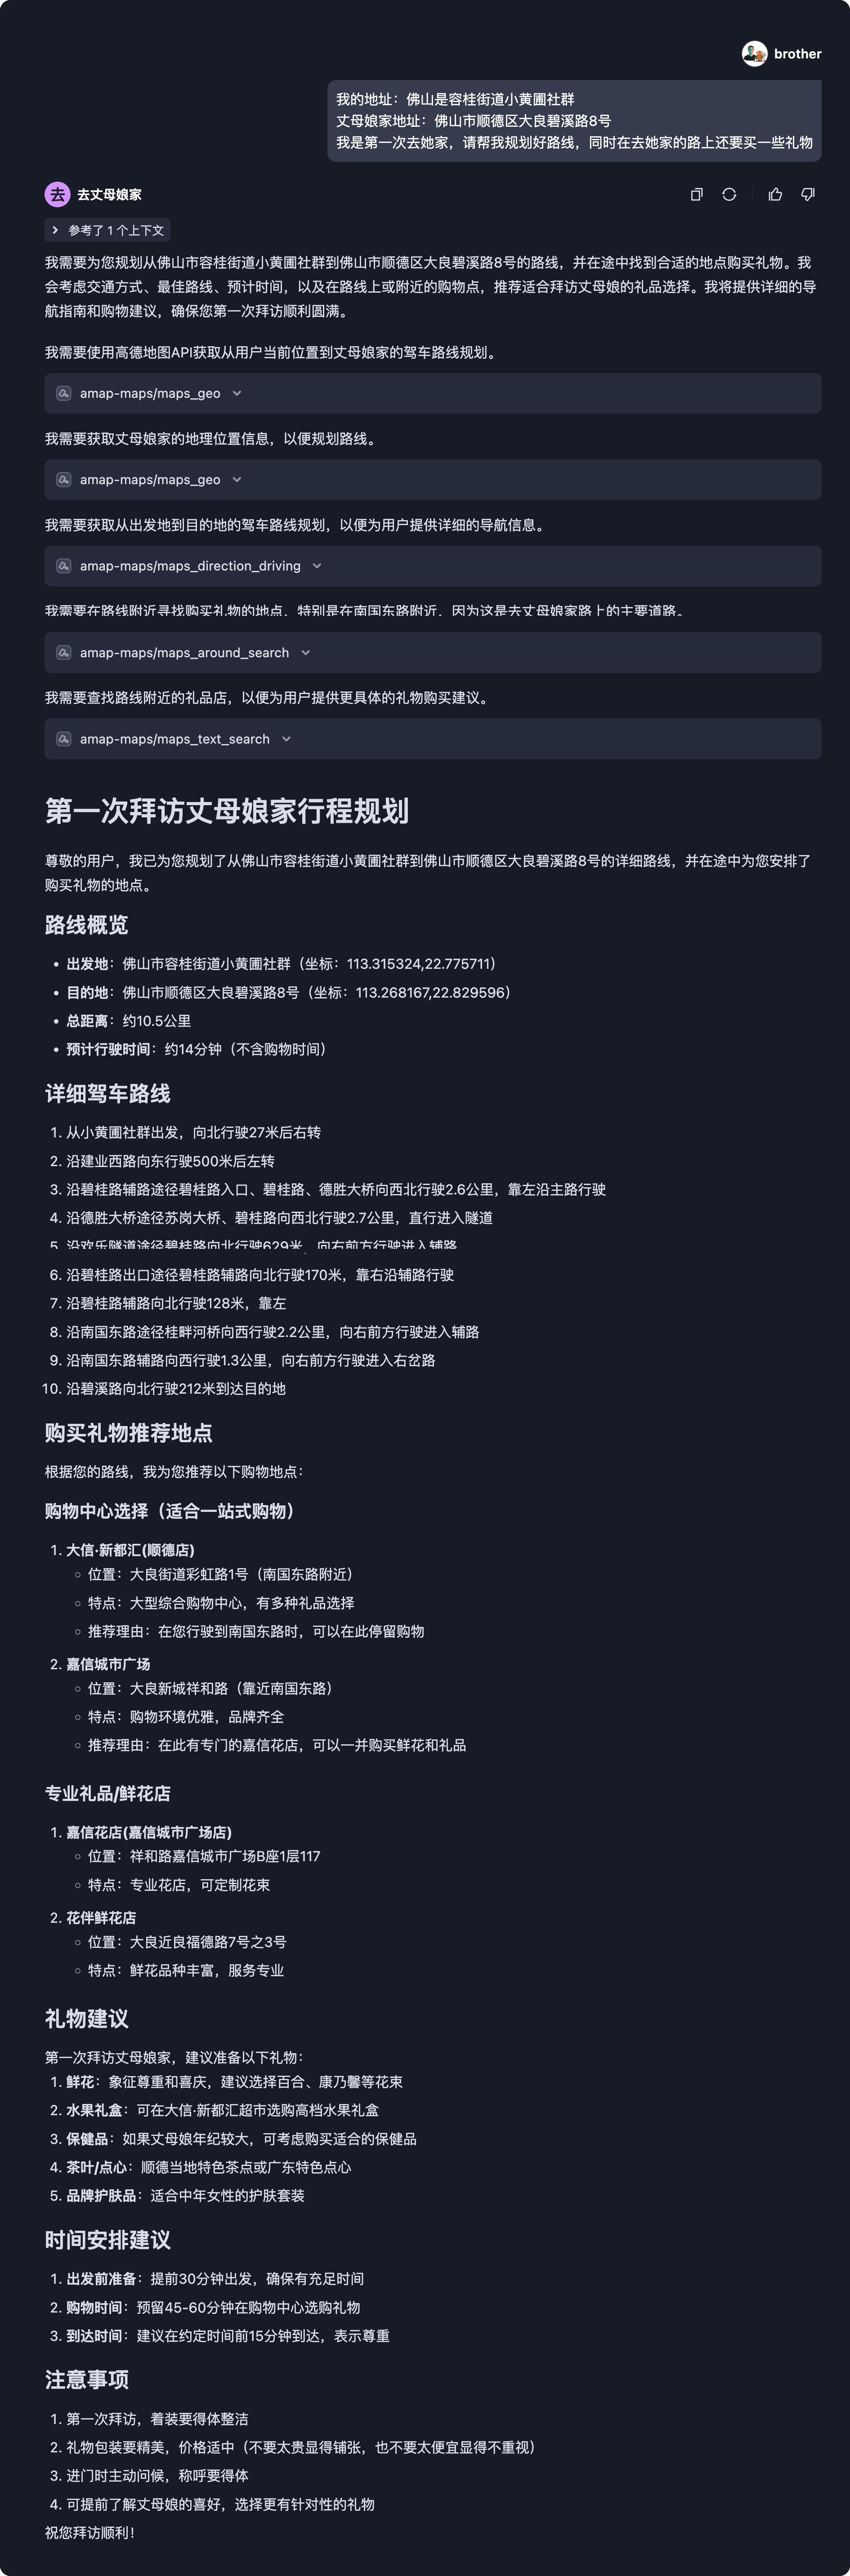 brother
我的地址：佛山是容桂街道小黄圃社群
丈母娘家地址：佛山市顺德区大良碧溪路8号
我是第一次去她家，请帮我规划好路线，同时在去她家的路上还要买一些礼物
去 去丈母娘家
参考了 1 个上下文
我需要为您规划从佛山市容桂街道小黄圃社群到佛山市顺德区大良碧溪路8号的路线，并在途中找到合适的地点购买礼物。我
会考虑交通方式、最佳路线、预计时间，以及在路线上或附近的购物点，推荐适合拜访丈母娘的礼品选择。我将提供详细的导
航指南和购物建议，确保您第一次拜访顺利圆满。
我需要使用高德地图API获取从用户当前位置到丈母娘家的驾车路线规划。
amap-maps/maps_geo
我需要获取丈母娘家的地理位置信息，以便规划路线。
amap-maps/maps_geo
我需要获取从出发地到目的地的驾车路线规划，以便为用户提供详细的导航信息。
amap-maps/maps_direction_driving
我需要在路线附近寻找购买礼物的地点，特别是在南国东路附近，因为这是去丈母娘家路上的主要道路。
amap-maps/maps_around_search
我需要查找路线附近的礼品店，以便为用户提供更具体的礼物购买建议。
amap-maps/maps_text_search
第一次拜访丈母娘家行程规划
尊敬的用户，我已为您规划了从佛山市容桂街道小黄圃社群到佛山市顺德区大良碧溪路8号的详细路线，并在途中为您安排了
购买礼物的地点。
路线概览
• 出发地：佛山市容桂街道小黄圃社群（坐标：113.315324,22.775711）
• 目的地：佛山市顺德区大良碧溪路8号（坐标：113.268167,22.829596）
• 总距离：约10.5公里
• 预计行驶时间：约14分钟（不含购物时间）
详细驾车路线
1. 从小黄圃社群出发，向北行驶27米后右转
2. 沿建业西路向东行驶500米后左转
3. 沿碧桂路辅路途径碧桂路入口、碧桂路、德胜大桥向西北行驶2.6公里，靠左沿主路行驶
4. 沿德胜大桥途径苏岗大桥、碧桂路向西北行驶2.7公里，直行进入隧道
5. 沿欢乐隧道途径碧桂路向北行驶629米，向右前方行驶进入辅路
6. 沿碧桂路出口途径碧桂路辅路向北行驶170米，靠右沿辅路行驶
7. 沿碧桂路辅路向北行驶128米，靠左
8. 沿南国东路途径桂畔河桥向西行驶2.2公里，向右前方行驶进入辅路
9. 沿南国东路辅路向西行驶1.3公里，向右前方行驶进入右岔路
10. 沿碧溪路向北行驶212米到达目的地
购买礼物推荐地点
根据您的路线，我为您推荐以下购物地点：
购物中心选择（适合一站式购物）
1. 大信·新都汇(顺德店)
◦ 位置：大良街道彩虹路1号（南国东路附近）
◦ 特点：大型综合购物中心，有多种礼品选择
◦ 推荐理由：在您行驶到南国东路时，可以在此停留购物
2. 嘉信城市广场
◦ 位置：大良新城祥和路（靠近南国东路）
◦ 特点：购物环境优雅，品牌齐全
◦ 推荐理由：在此有专门的嘉信花店，可以一并购买鲜花和礼品
专业礼品/鲜花店
1. 嘉信花店(嘉信城市广场店)
◦ 位置：祥和路嘉信城市广场B座1层117
◦ 特点：专业花店，可定制花束
2. 花伴鲜花店
◦ 位置：大良近良福德路7号之3号
◦ 特点：鲜花品种丰富，服务专业
礼物建议
第一次拜访丈母娘家，建议准备以下礼物：
1. 鲜花：象征尊重和喜庆，建议选择百合、康乃馨等花束
2. 水果礼盒：可在大信·新都汇超市选购高档水果礼盒
3. 保健品：如果丈母娘年纪较大，可考虑购买适合的保健品
4. 茶叶/点心：顺德当地特色茶点或广东特色点心
5. 品牌护肤品：适合中年女性的护肤套装
时间安排建议
1. 出发前准备：提前30分钟出发，确保有充足时间
2. 购物时间：预留45-60分钟在购物中心选购礼物
3. 到达时间：建议在约定时间前15分钟到达，表示尊重
注意事项
1. 第一次拜访，着装要得体整洁
2. 礼物包装要精美，价格适中（不要太贵显得铺张，也不要太便宜显得不重视）
3. 进门时主动问候，称呼要得体
4. 可提前了解丈母娘的喜好，选择更有针对性的礼物
祝您拜访顺利！